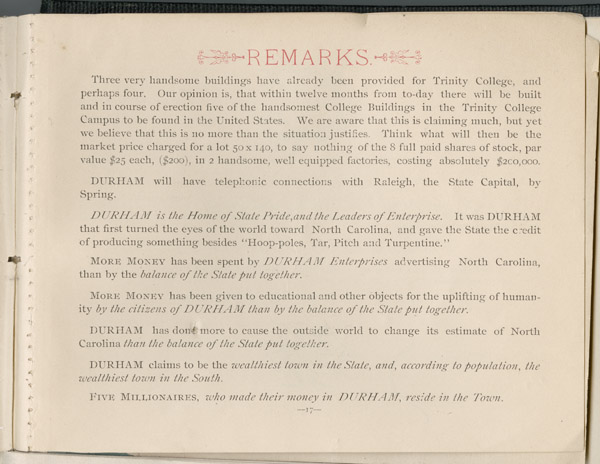 REMARKS.
Three very handsome buildings have already been provided for Trinity College, and
perhaps four. Our opinion is, that within twelve months from to-day there will be built
and in course of erection five of the handsomest College Buildings in the Trinity College
Campus to be found in the United States. We are aware that this is claiming much, but yet
we believe that this is no more than the situation justifies. Think what will then be the
market price charged for a lot 50 x 140, to say nothing of the 8 full paid shares of stock, par
value $25 each, ($200), in 2 handsome, well equipped factories, costing absolutely $200,000.
DURHAM will have telephonic connections with Raleigh, the State Capital, by
Spring.
DURHAM is the Home of State Pride, and the Leaders of Enterprise. It was DURHAM
that first turned the eyes of the world toward North Carolina, and gave the State the credit
of producing something besides "Hoop-poles, Tar, Pitch and Turpentine."
MORE MONEY has been spent by DURHAM Enterprises advertising North Carolina,
than by the balance of the State put together.
MORE MONEY has been given to educational and other objects for the uplifting of human-
ity by the citizens of DURHAM than by the balance of the State put together.
DURHAM has done more to cause the outside world to change its estimate of North
Carolina than the balance of the State put together.
DURHAM claims to be the wealthiest town in the State, and, according to population, the
wealthiest town in the South.
FIVE MILLIONAIRES, who made their money in DURHAM, reside in the Town.
—17—